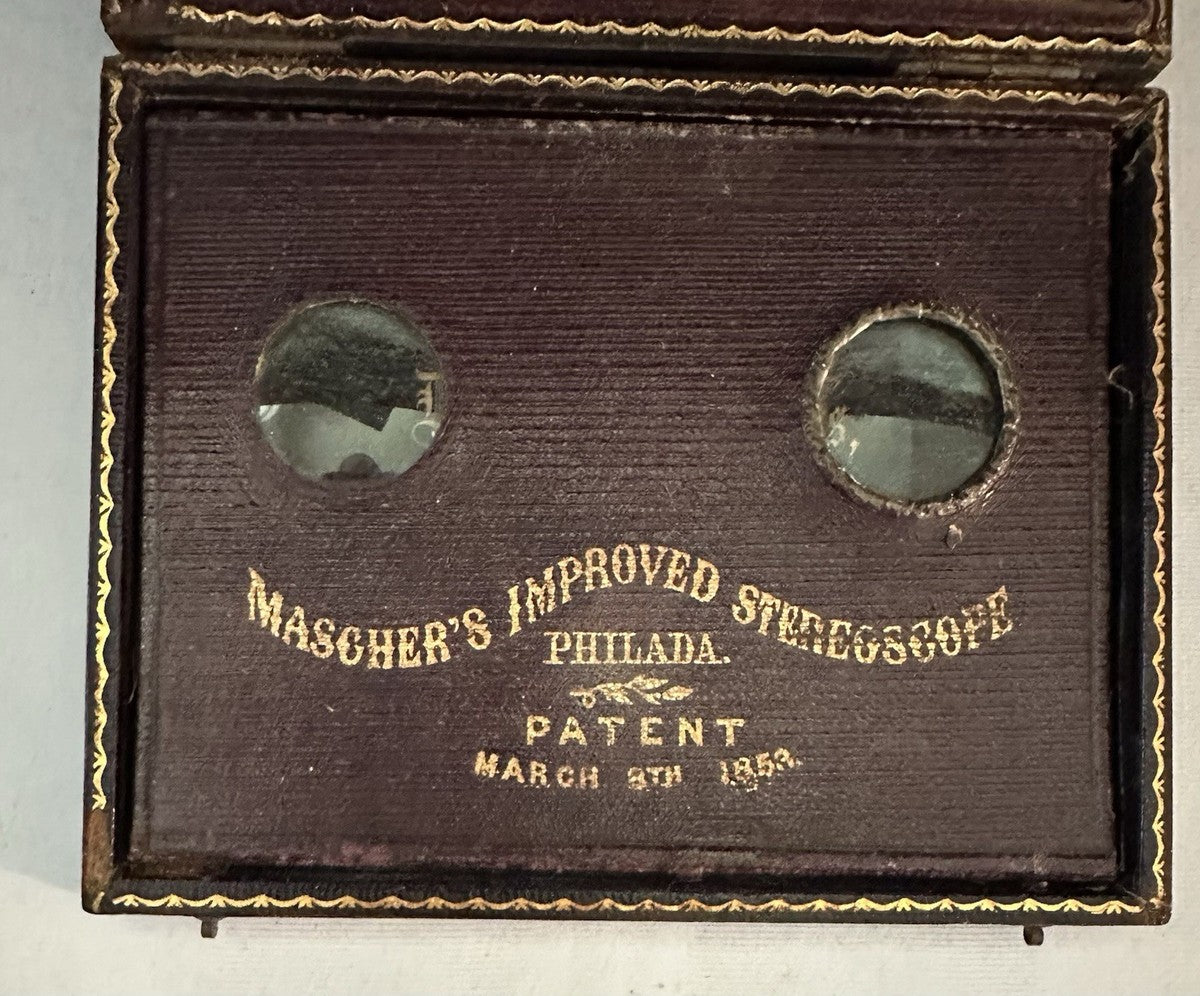 MASCHER'S IMPROVED STEREOSCOPE
PHILADA.
PATENT
MARCH 8TH 1853.